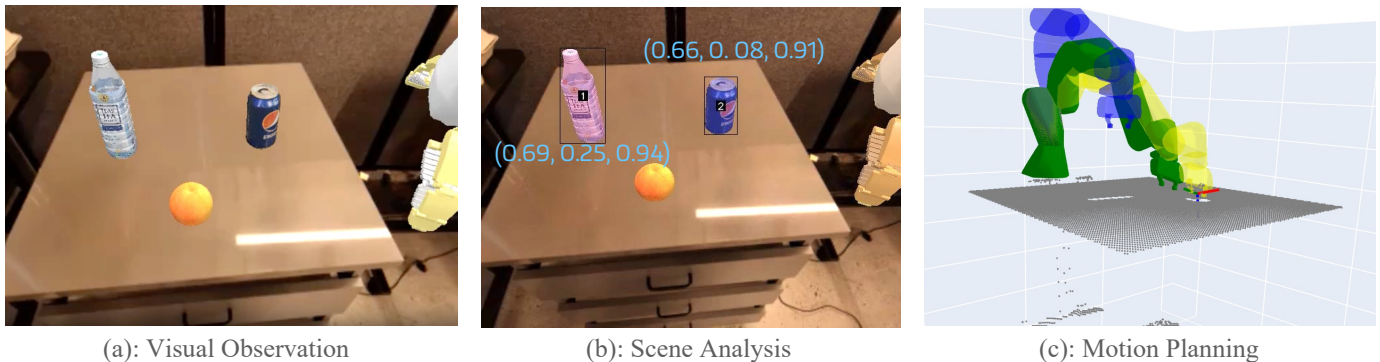 (0.66, 0. 08, 0.91)
1
2
(0.69, 0.25, 0.94)
(a): Visual Observation
(b): Scene Analysis
(c): Motion Planning